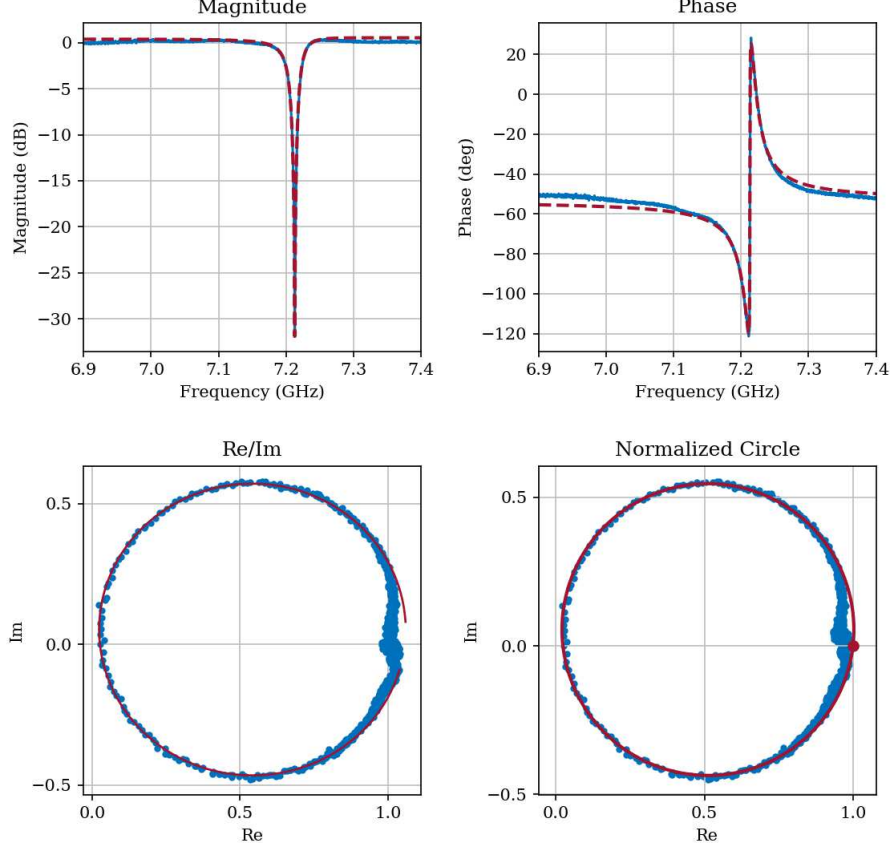 Magnitude
0
−5
−10
−15
−20
−25
−30
Magnitude (dB)
6.9 7.0 7.1 7.2 7.3 7.4
Frequency (GHz)
Phase
20
0
−20
−40
−60
−80
−100
−120
Phase (deg)
6.9 7.0 7.1 7.2 7.3 7.4
Frequency (GHz)
Re/Im
0.5
0.0
−0.5
Im
0.0 0.5 1.0
Re
Normalized Circle
0.5
0.0
−0.5
Im
0.0 0.5 1.0
Re